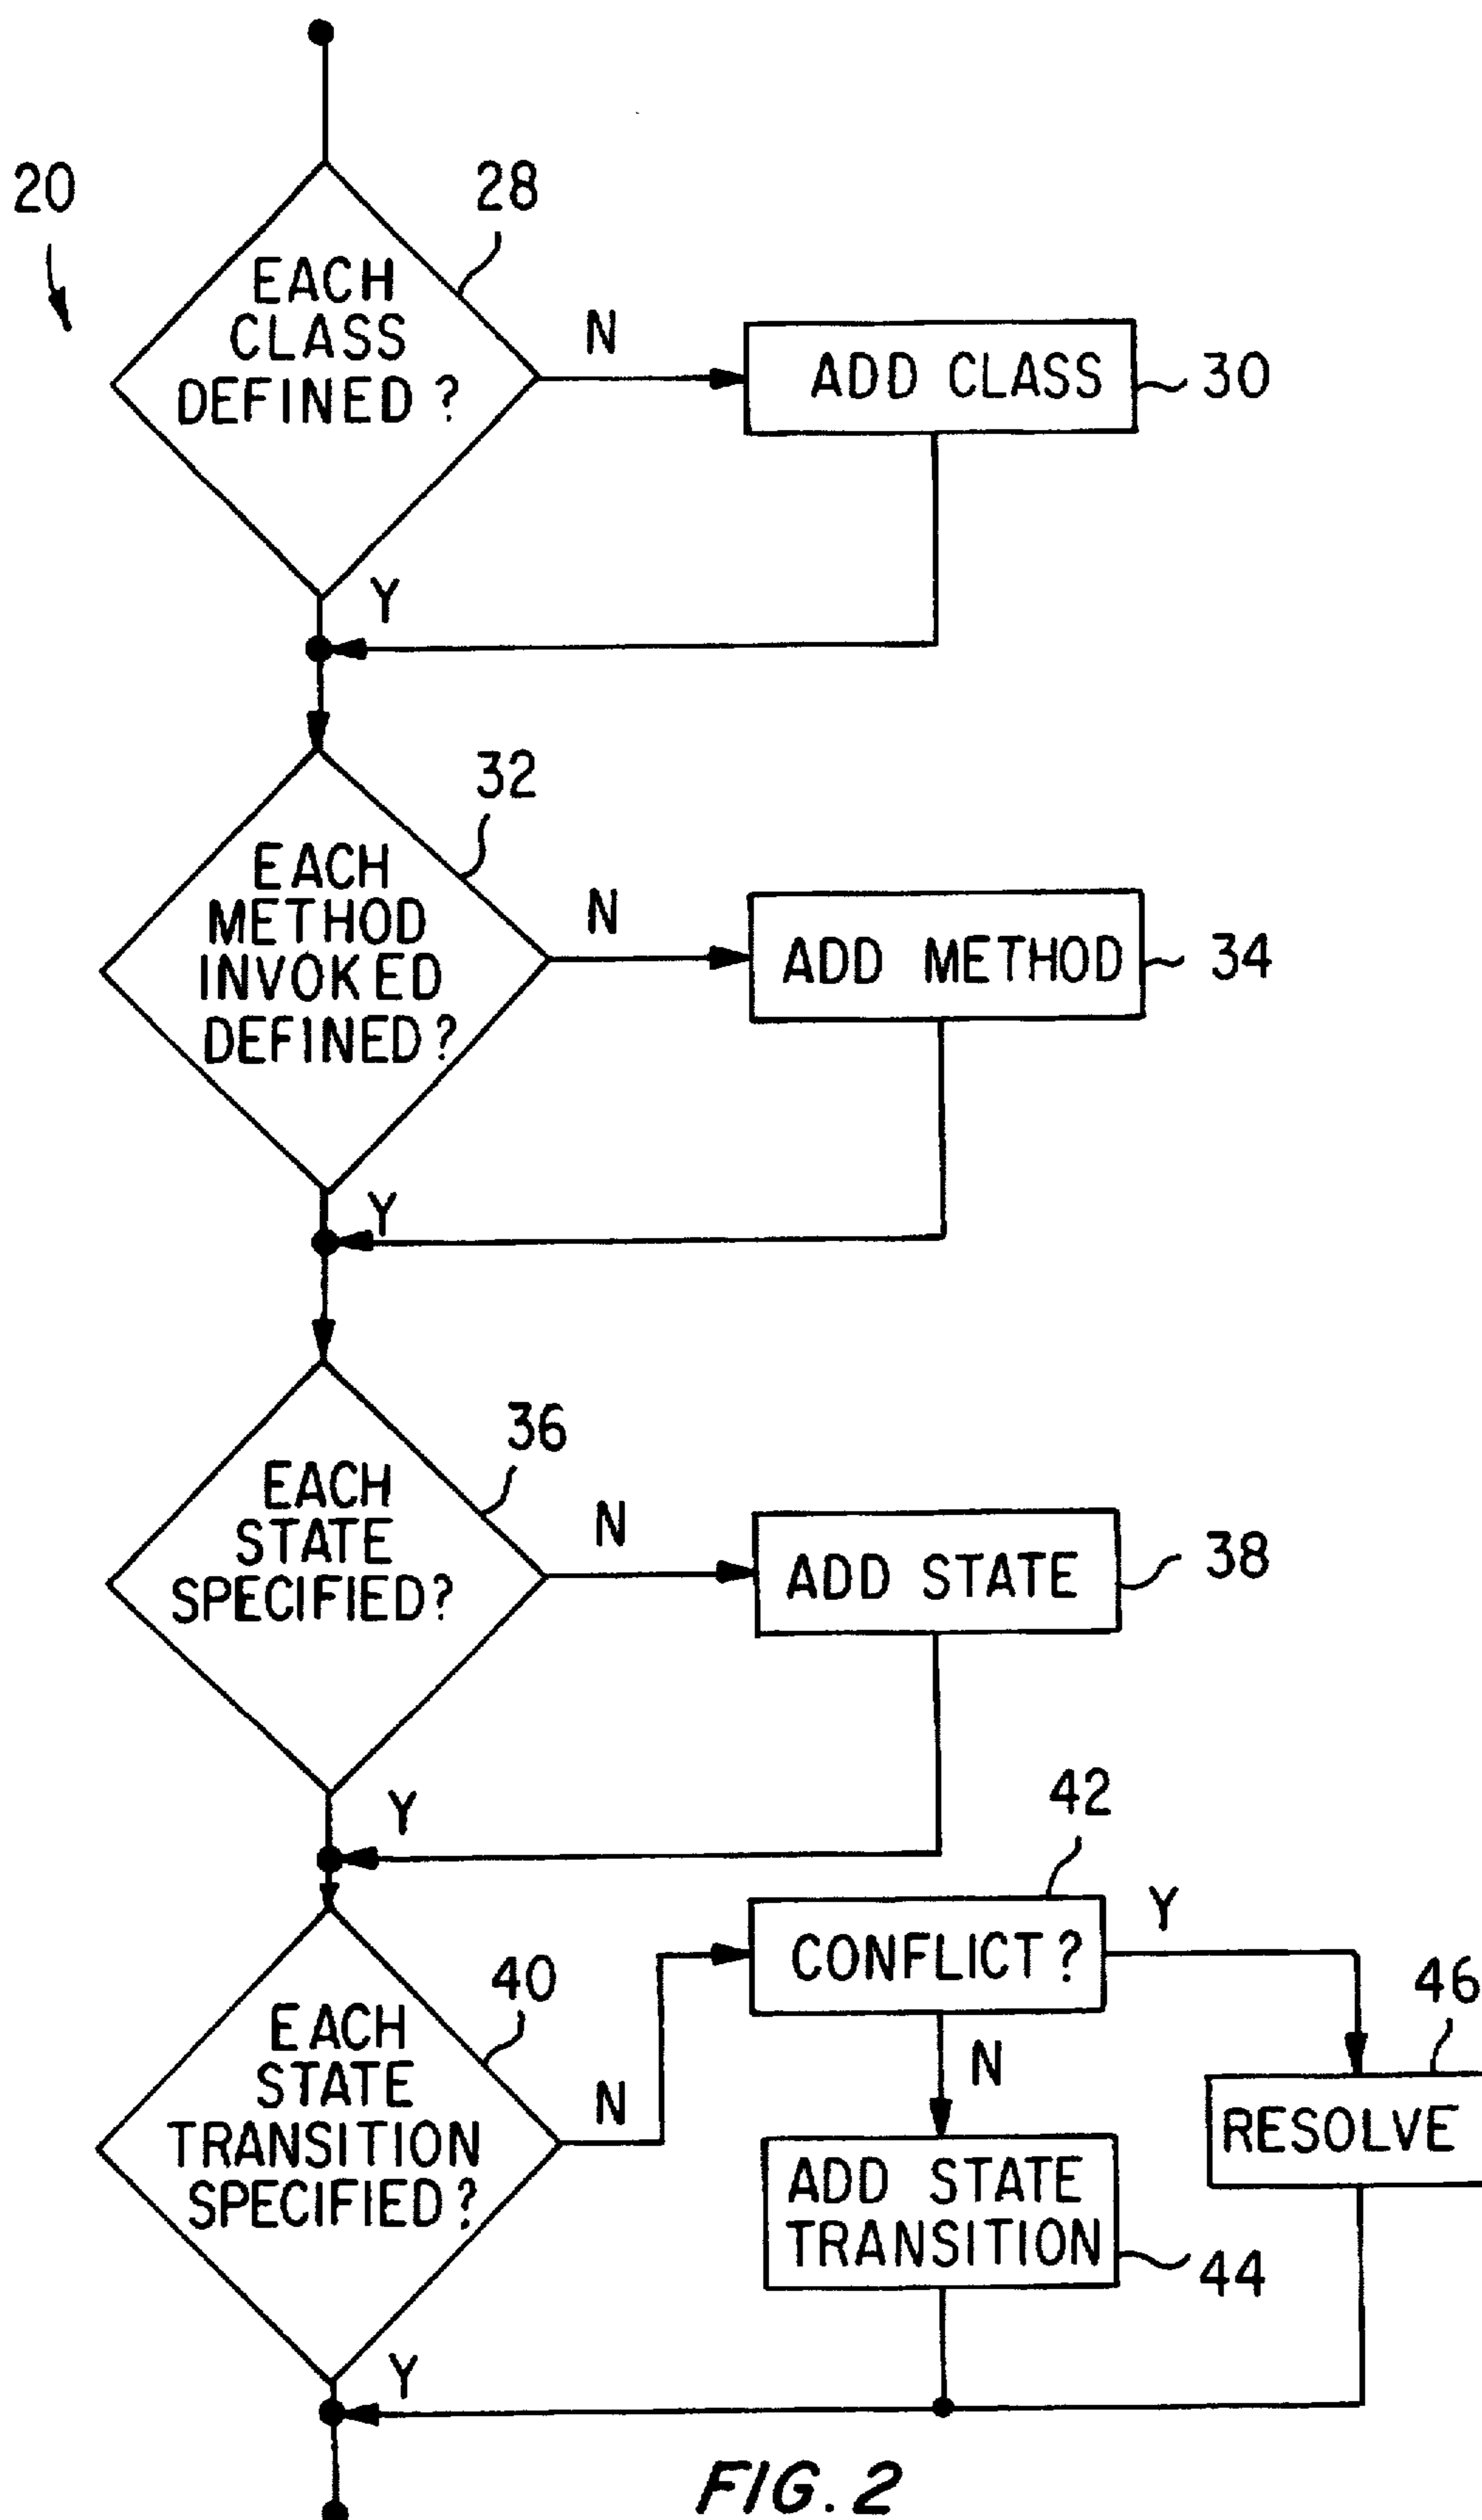 20
28
EACH
CLASS
DEFINED?
N
ADD CLASS
30
Y
32
EACH
METHOD
INVOKED
DEFINED?
N
ADD METHOD
34
Y
36
EACH
STATE
SPECIFIED?
N
ADD STATE
38
Y
42
CONFLICT?
Y
40
46
EACH
STATE
TRANSITION
SPECIFIED?
N
N
RESOLVE
ADD STATE
TRANSITION
44
Y
FIG. 2